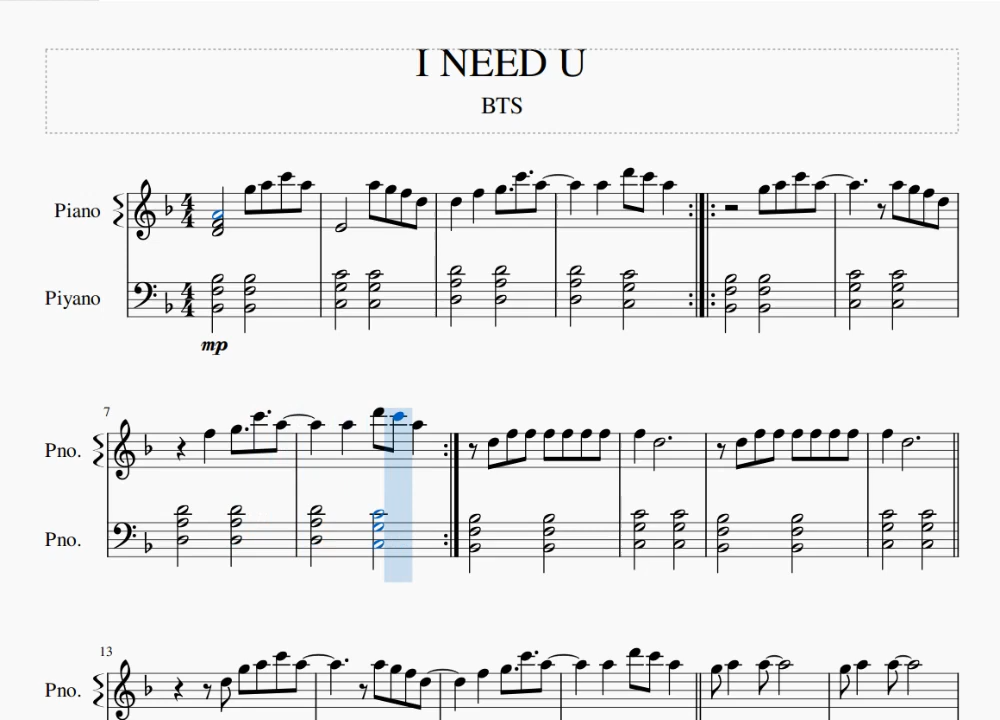 I NEED U
BTS
Piano
Piyano
mp
7
Pno.
Pno.
13
Pno.